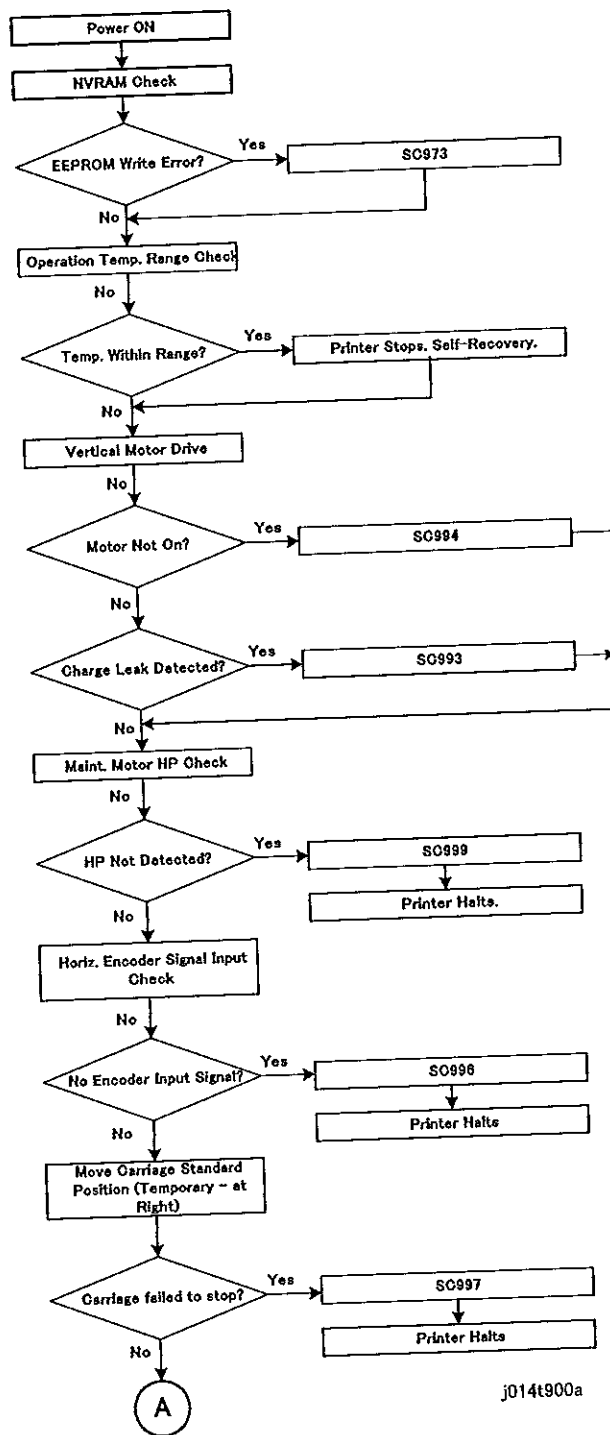 Power ON
NVRAM Check
EEPROM Write Error?
Yes
SC973
No
Operation Temp. Range Check
No
Temp. Within Range?
Yes
Printer Stops. Self-Recovery.
No
Vertical Motor Drive
No
Motor Not On?
Yes
SC994
No
Charge Leak Detected?
Yes
SC993
No
Maint. Motor HP Check
No
HP Not Detected?
Yes
SC999
Printer Halts.
No
Horiz. Encoder Signal Input
Check
No
No Encoder Input Signal?
Yes
SC996
Printer Halts
No
Move Carriage Standard
Position (Temporary - at
Right)
Carriage failed to stop?
Yes
SC997
Printer Halts
No
A
j014t900a